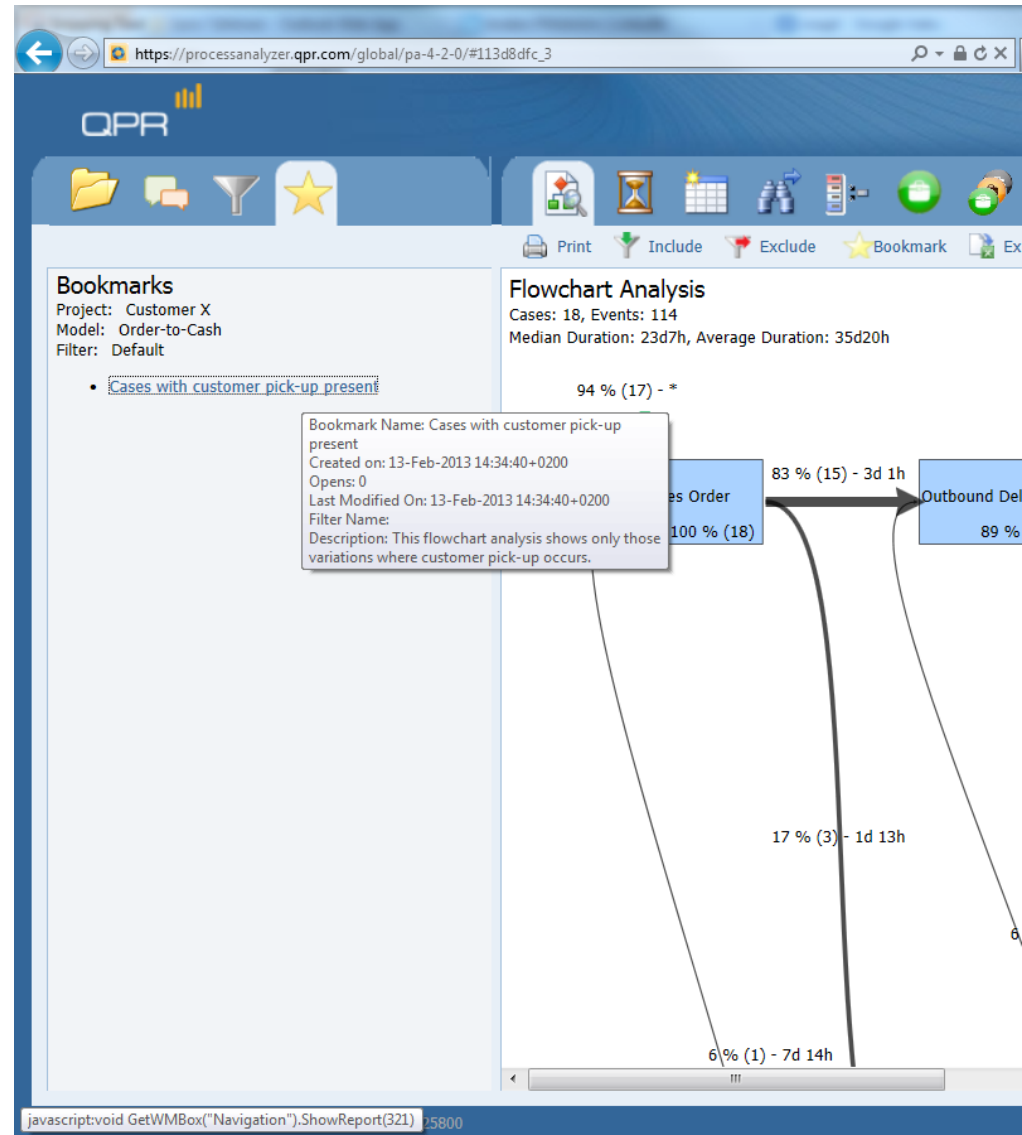 https://processanalyzer.qpr.com/global/pa-4-2-0/#113d8dfc_3
QPR
Print
Include
Exclude
Bookmark
Ex
Bookmarks
Project: Customer X
Model: Order-to-Cash
Filter: Default
Cases with customer pick-up present
Bookmark Name: Cases with customer pick-up
present
Created on: 13-Feb-2013 14:34:40+0200
Opens: 0
Last Modified On: 13-Feb-2013 14:34:40+0200
Filter Name:
Description: This flowchart analysis shows only those
variations where customer pick-up occurs.
Flowchart Analysis
Cases: 18, Events: 114
Median Duration: 23d7h, Average Duration: 35d20h
94 % (17) - *
es Order
100 % (18)
83 % (15) - 3d 1h
Outbound Del
89 %
17 % (3) - 1d 13h
6
6 % (1) - 7d 14h
javascript:void GetWMBox("Navigation").ShowReport(321)
25800